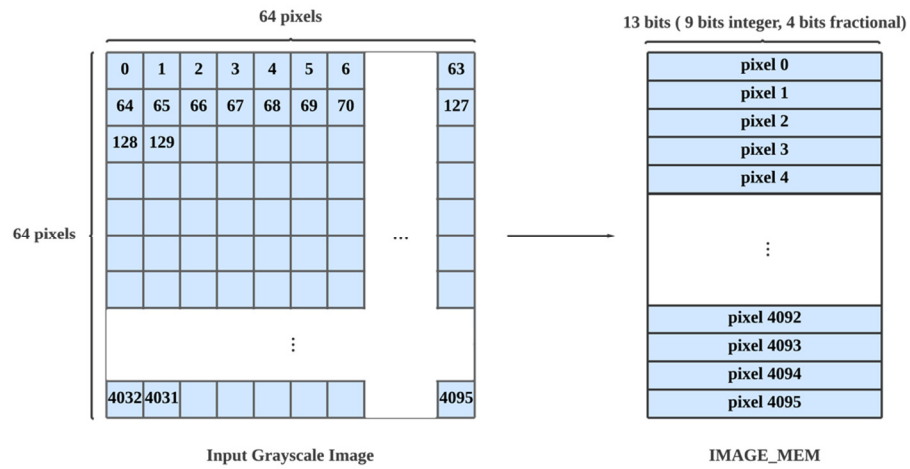 64 pixels
13 bits ( 9 bits integer, 4 bits fractional)
0 1 2 3 4 5 6 63
64 65 66 67 68 69 70 127
128 129
64 pixels
...
⋮
4032 4031 4095
Input Grayscale Image
pixel 0
pixel 1
pixel 2
pixel 3
pixel 4
⋮
pixel 4092
pixel 4093
pixel 4094
pixel 4095
IMAGE_MEM